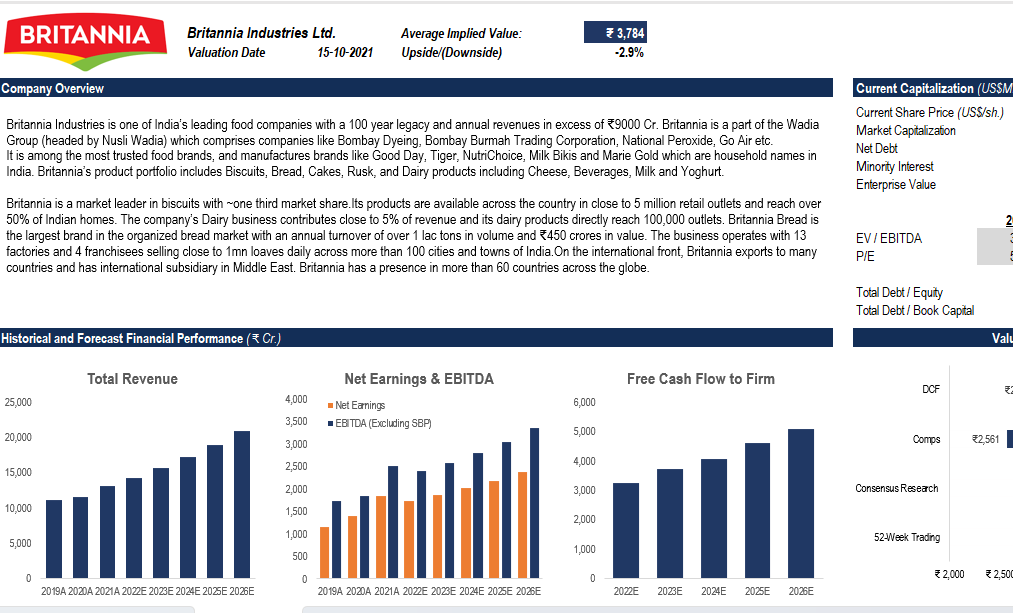 BRITANNIA
Britannia Industries Ltd.
Average Implied Value:
₹ 3,784
Valuation Date
15-10-2021
Upside/(Downside)
-2.9%
Company Overview
Britannia Industries is one of India's leading food companies with a 100 year legacy and annual revenues in excess of ₹9000 Cr. Britannia is a part of the Wadia
Group (headed by Nusli Wadia) which comprises companies like Bombay Dyeing, Bombay Burmah Trading Corporation, National Peroxide, Go Air etc.
It is among the most trusted food brands, and manufactures brands like Good Day, Tiger, NutriChoice, Milk Bikis and Marie Gold which are household names in
India. Britannia's product portfolio includes Biscuits, Bread, Cakes, Rusk, and Dairy products including Cheese, Beverages, Milk and Yoghurt.
Britannia is a market leader in biscuits with ~one third market share.Its products are available across the country in close to 5 million retail outlets and reach over
50% of Indian homes. The company's Dairy business contributes close to 5% of revenue and its dairy products directly reach 100,000 outlets. Britannia Bread is
the largest brand in the organized bread market with an annual turnover of over 1 lac tons in volume and ₹450 crores in value. The business operates with 13
factories and 4 franchisees selling close to 1mn loaves daily across more than 100 cities and towns of India.On the international front, Britannia exports to many
countries and has international subsidiary in Middle East. Britannia has a presence in more than 60 countries across the globe.
Current Capitalization (US$M
Current Share Price (US$/sh.)
Market Capitalization
Net Debt
Minority Interest
Enterprise Value
EV / EBITDA
P/E
Total Debt / Equity
Total Debt / Book Capital
Historical and Forecast Financial Performance (₹ Cr.)
Total Revenue
25,000
20,000
15,000
10,000
5,000
0
2019A 2020A 2021A 2022E 2023E 2024E 2025E 2026E
Net Earnings & EBITDA
Net Earnings
EBITDA (Excluding SBP)
4,000
3,500
3,000
2,500
2,000
1,500
1,000
500
0
2019A 2020A 2021A 2022E 2023E 2024E 2025E 2026E
Free Cash Flow to Firm
6,000
5,000
4,000
3,000
2,000
1,000
0
2022E 2023E 2024E 2025E 2026E
Valu
DCF
Comps
₹2,561
Consensus Research
52-Week Trading
₹ 2,000
₹ 2,500